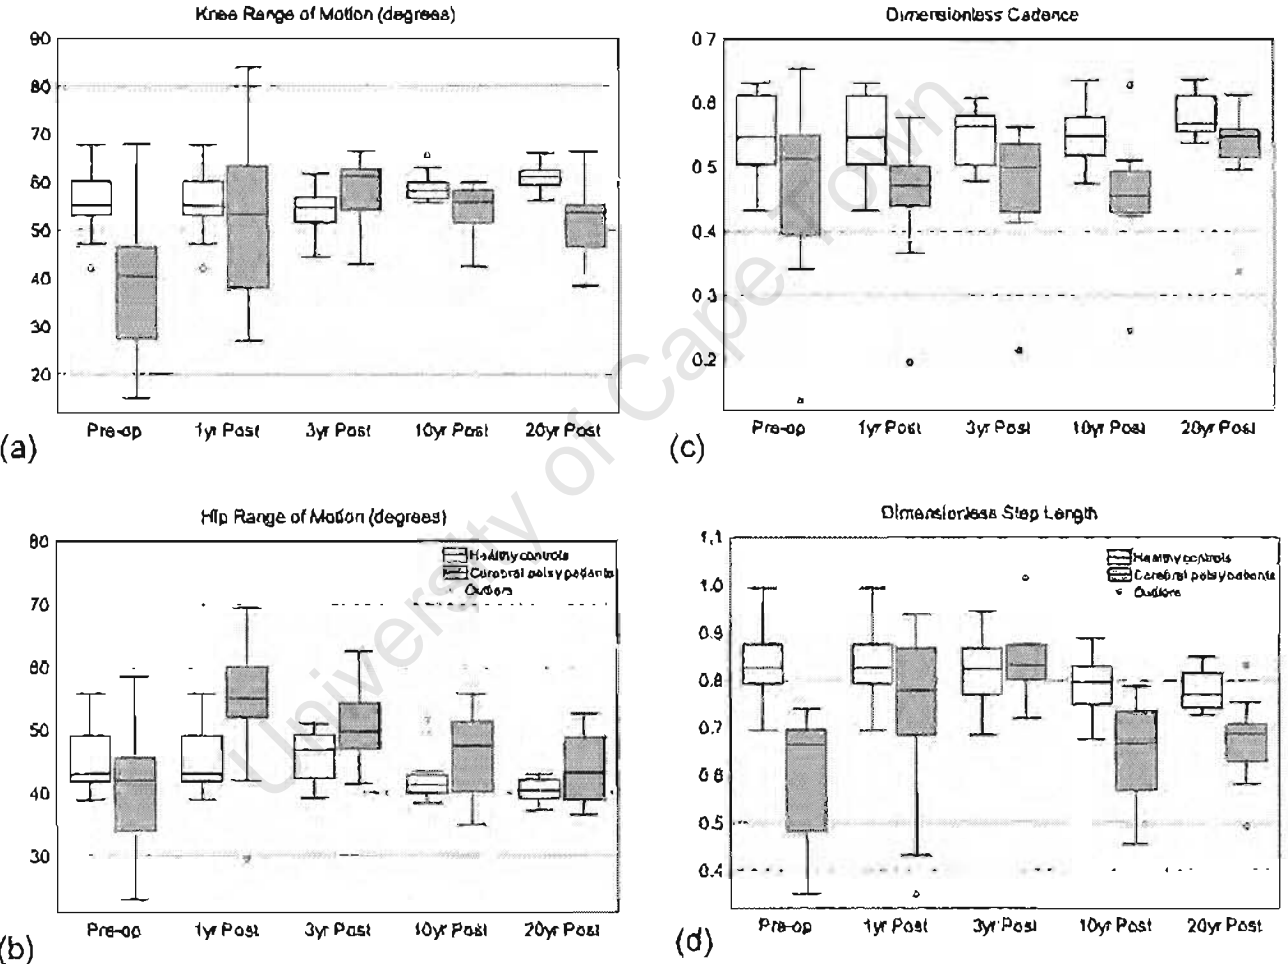 Knee Range of Motion (degrees)
90
80
70
60
50
40
30
20
Pre-op 1yr Post 3yr Post 10yr Post 20yr Post
(a)
Dimensionless Cadence
0.7
0.6
0.5
0.4
0.3
0.2
Pre-op 1yr Post 3yr Post 10yr Post 20yr Post
(c)
Hip Range of Motion (degrees)
80
70
60
50
40
30
Healthy controls
Cerebral palsy patients
Outliers
Pre-op 1yr Post 3yr Post 10yr Post 20yr Post
(b)
Dimensionless Step Length
1.1
1.0
0.9
0.8
0.7
0.6
0.5
0.4
Healthy controls
Cerebral palsy patients
Outliers
Pre-op 1yr Post 3yr Post 10yr Post 20yr Post
(d)
University of Cape Town